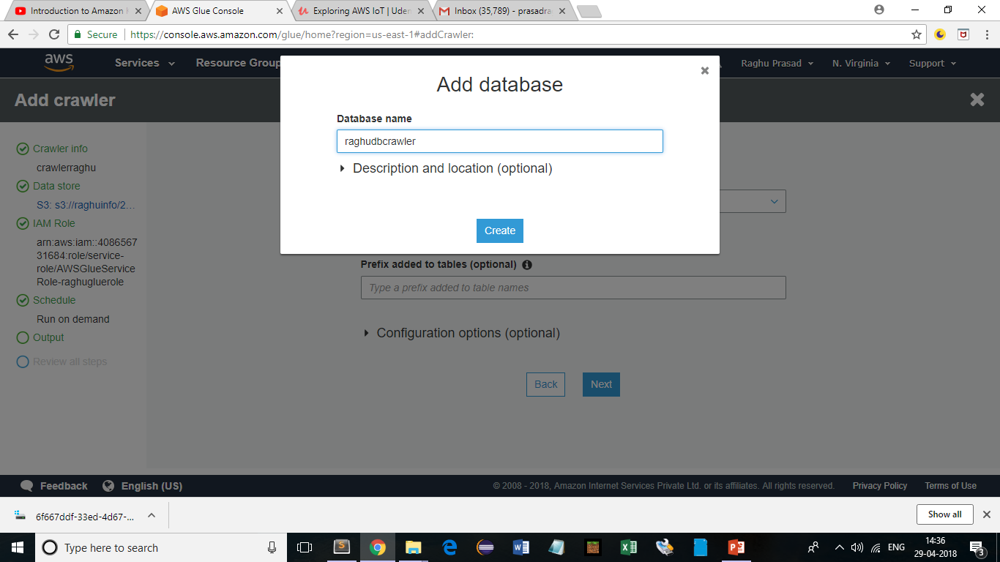 Introduction to Amazon
AWS Glue Console
Exploring AWS IoT | Uder
Inbox (35,789) - prasadra
Secure
https://console.aws.amazon.com/glue/home?region=us-east-1#addCrawler:
aws
Services
Resource Group
Raghu Prasad
N. Virginia
Support
Add crawler
Add database
Database name
raghudbcrawler
Description and location (optional)
Create
Crawler info
crawlerraghu
Data store
S3: s3://raghuinfo/2...
IAM Role
arn:aws:iam::4086567
31684:role/service-
role/AWSGlueService
Role-raghugluerole
Schedule
Run on demand
Output
Review all steps
Prefix added to tables (optional)
Type a prefix added to table names
Configuration options (optional)
Back
Next
Feedback
English (US)
© 2008 - 2018, Amazon Internet Services Private Ltd. or its affiliates. All rights reserved.
Privacy Policy
Terms of Use
6f667ddf-33ed-4d67-...
Show all
Type here to search
ENG
14:36
29-04-2018
3